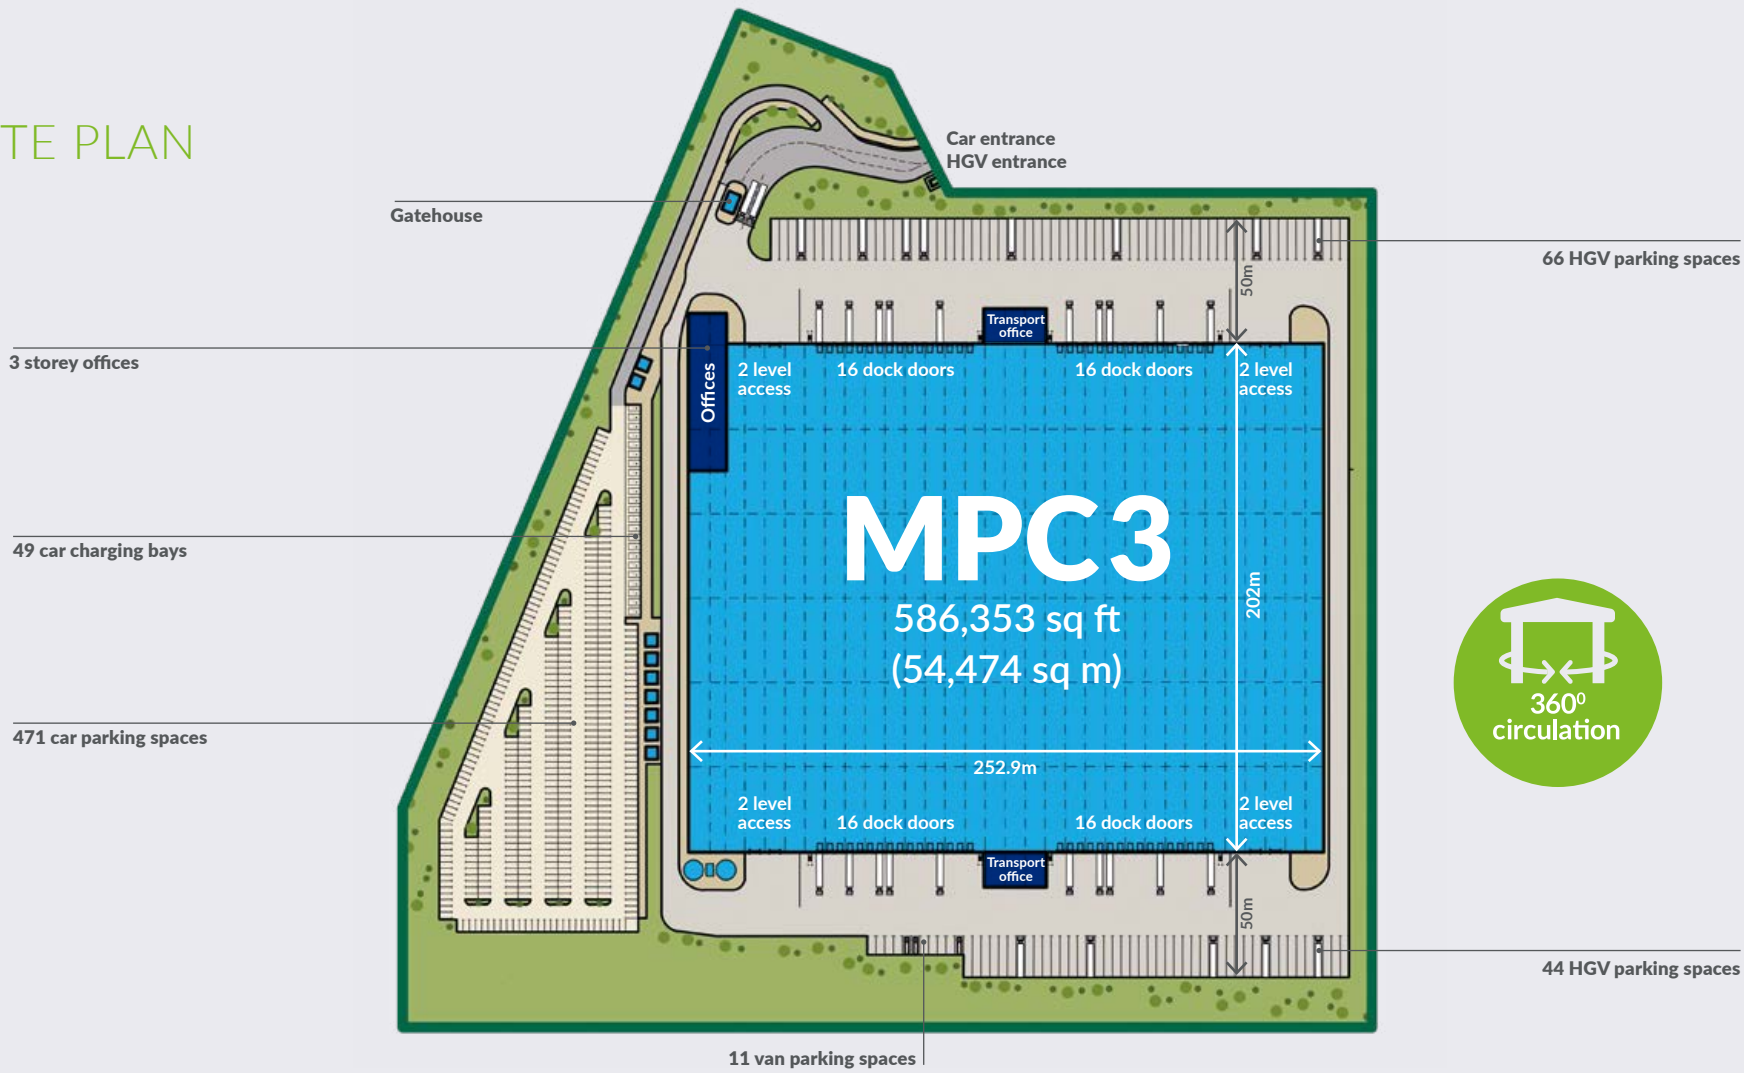 TE PLAN
Car entrance
HGV entrance
Gatehouse
66 HGV parking spaces
50m
Transport
office
3 storey offices
Offices
2 level
access
16 dock doors
16 dock doors
2 level
access
49 car charging bays
MPC3
586,353 sq ft
(54,474 sq m)
202m
360⁰
circulation
471 car parking spaces
252.9m
2 level
access
16 dock doors
16 dock doors
2 level
access
Transport
office
50m
44 HGV parking spaces
11 van parking spaces